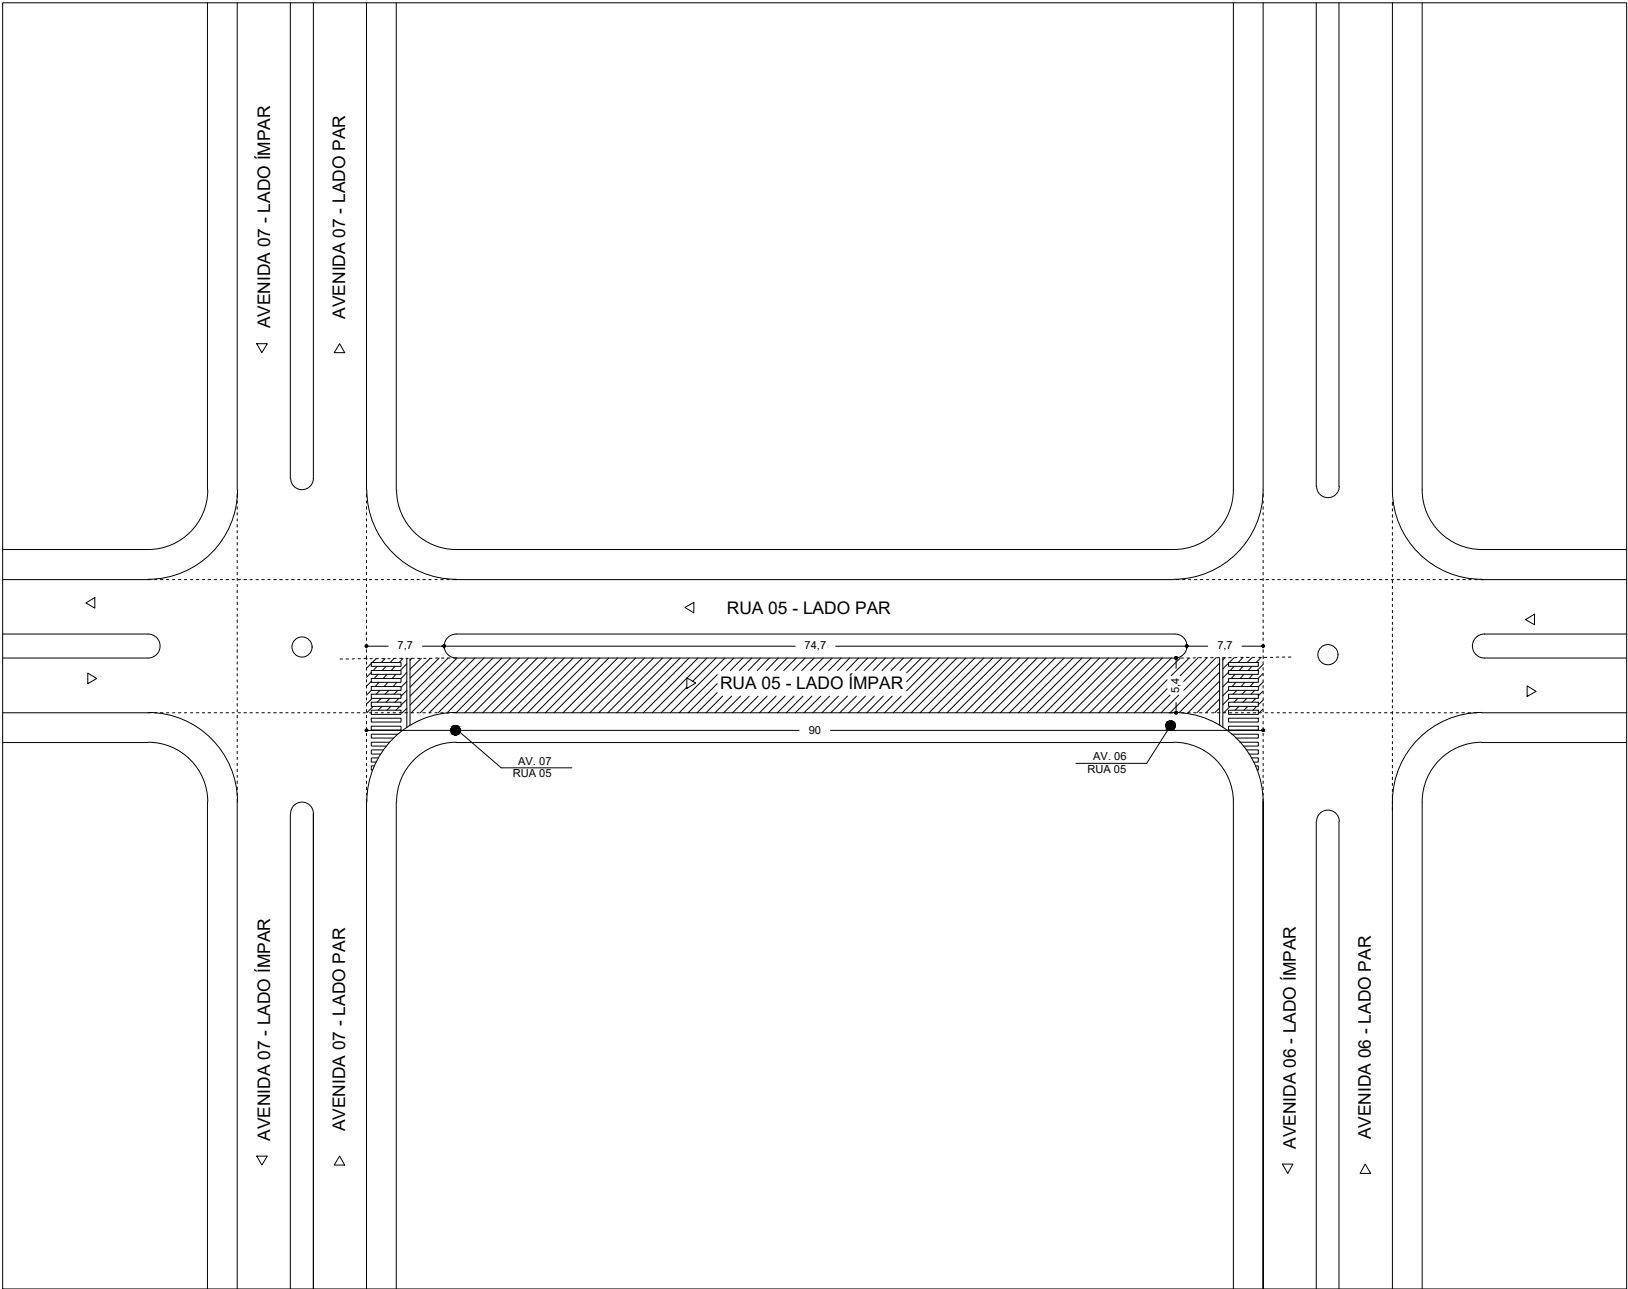 AVENIDA 07 - LADO ÍMPAR
AVENIDA 07 - LADO PAR
RUA 05 - LADO PAR
7,7
74,7
7,7
RUA 05 - LADO ÍMPAR
5,4
90
AV. 07
RUA 05
AV. 06
RUA 05
AVENIDA 07 - LADO ÍMPAR
AVENIDA 07 - LADO PAR
AVENIDA 06 - LADO ÍMPAR
AVENIDA 06 - LADO PAR